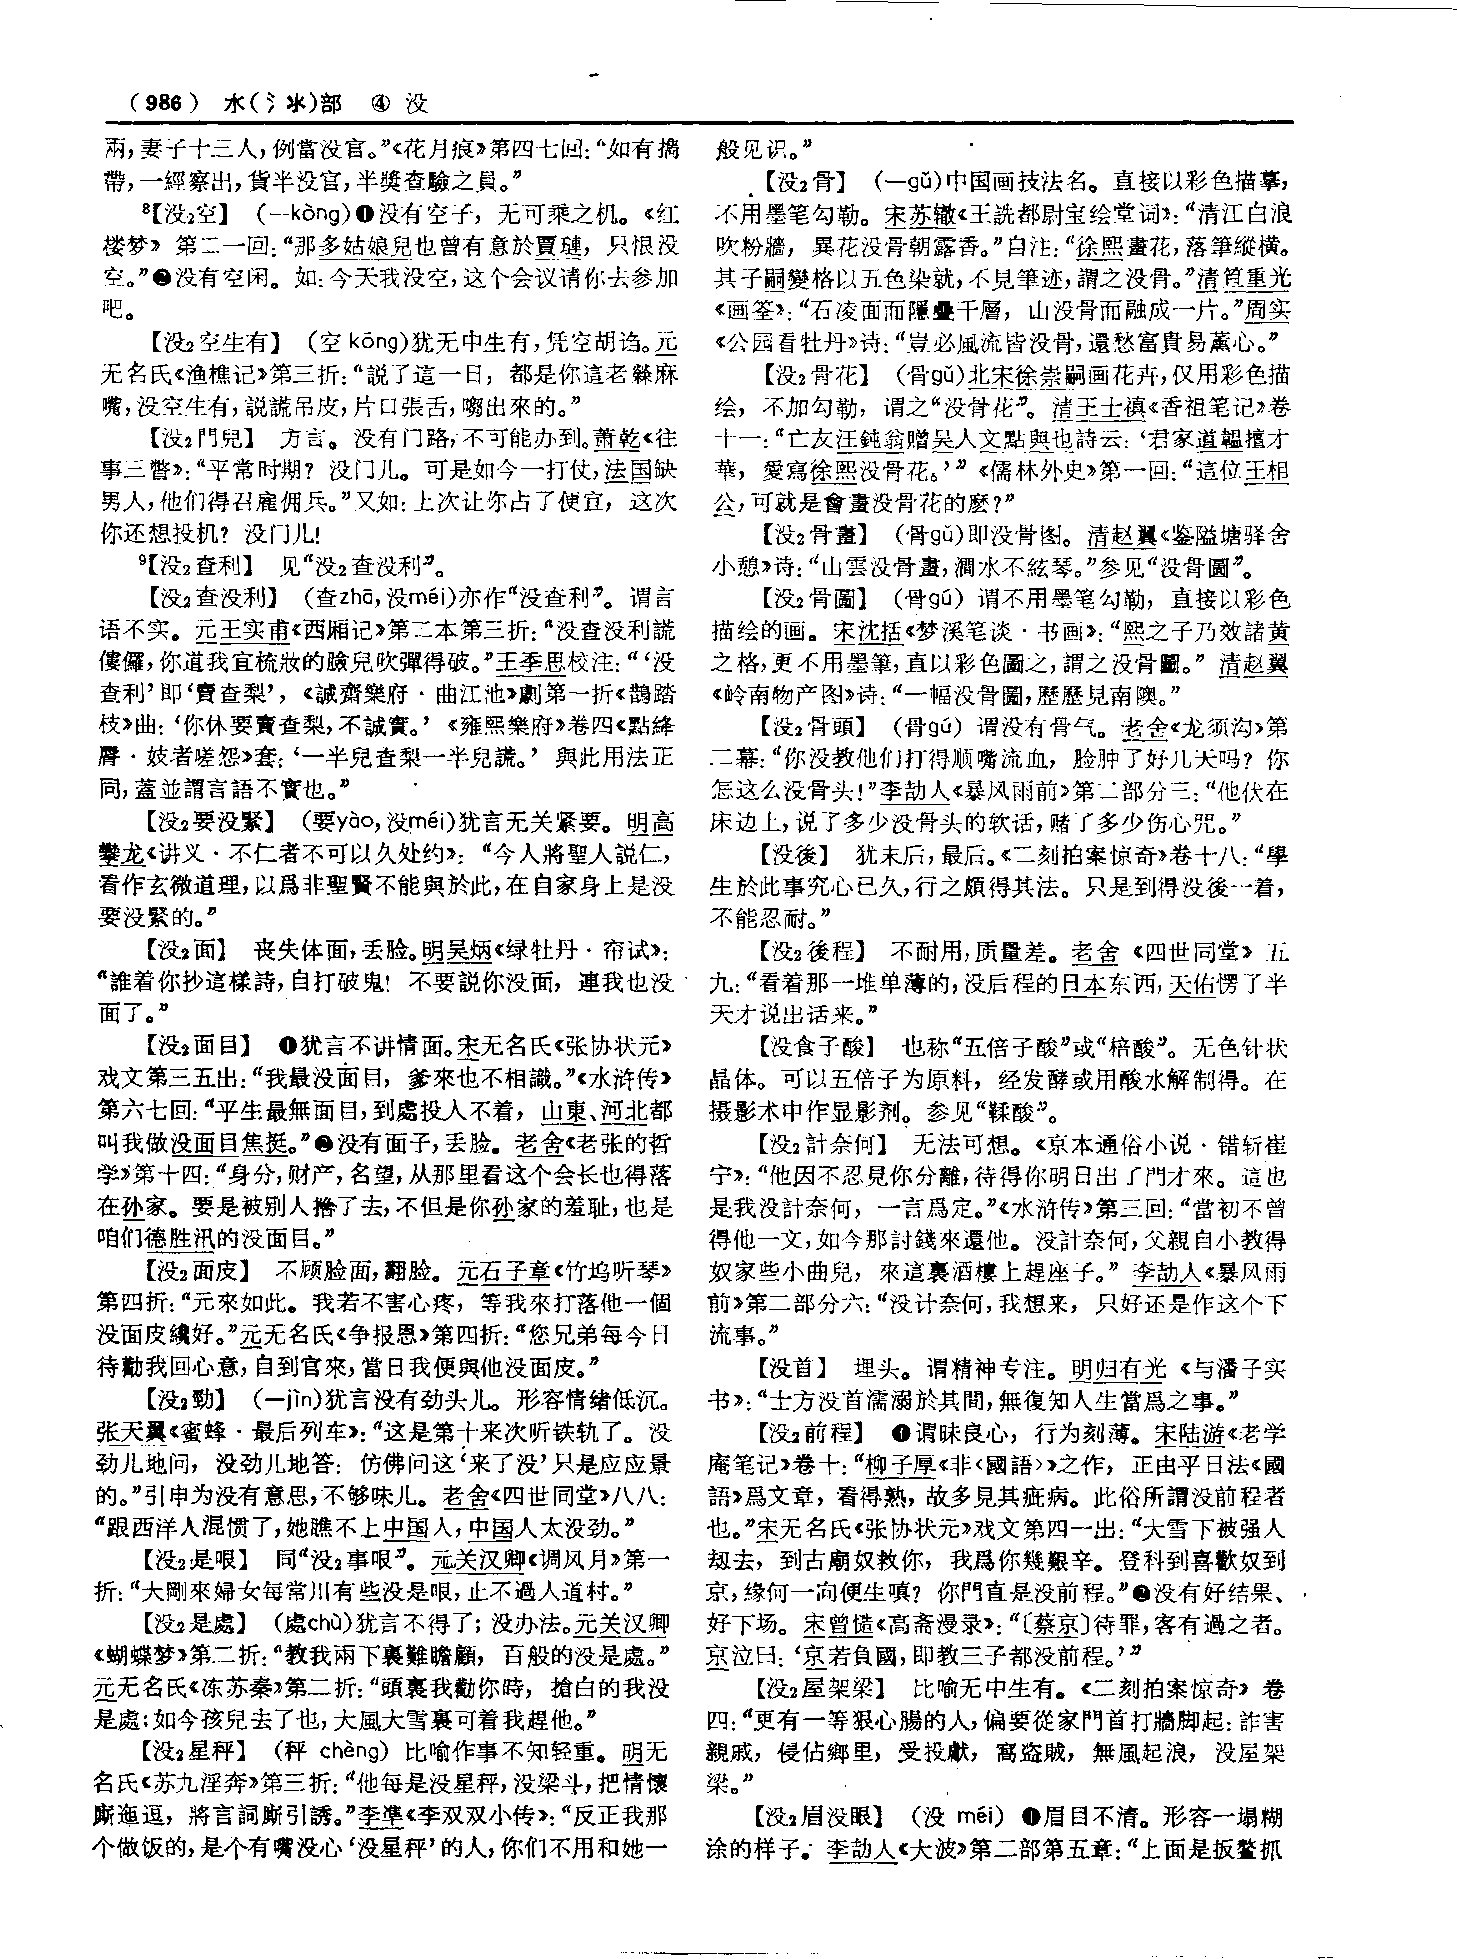 （986） 水（氵氺）部 ④ 没
兩，妻子十三人，例當没官。”《花月痕》第四七回：“如有擕
帶，一經察出，貨半没官，半獎查驗之員。”
8【没2空】 （—kòng）❶没有空子，无可乘之机。《红
楼梦》第二一回：“那多姑娘兒也曾有意於賈璉，只恨没
空。”❷没有空闲。如：今天我没空，这个会议请你去参加
吧。
【没2空生有】 （空 kōng）犹无中生有，凭空胡诌。元
无名氏《渔樵记》第三折：“説了這一日，都是你這老㯲麻
嘴，没空生有，説謊吊皮，片口張舌，嘲出來的。”
【没2門兒】 方言。没有门路，不可能办到。萧乾《往
事三瞥》：“平常时期？没门儿。可是如今一打仗，法国缺
男人，他们得召雇佣兵。”又如：上次让你占了便宜，这次
你还想投机？没门儿！
9【没2查利】 见“没2查没利”。
【没2查没利】 （查zhā，没méi）亦作“没查利”。谓言
语不实。元王实甫《西厢记》第二本第三折：“没查没利謊
僂儸，你道我宜梳妝的臉兒吹彈得破。”王季思校注：“‘没
查利’即‘賣查梨’，《誠齋樂府·曲江池》劇第一折《鵲踏
枝》曲：‘你休要賣查梨，不誠實。’《雍熙樂府》卷四《點絳
脣·妓者嗟怨》套：‘一半兒查梨一半兒謊。’與此用法正
同，蓋並謂言語不實也。”
【没2要没緊】 （要yào，没méi）犹言无关紧要。明高
攀龙《讲义·不仁者不可以久处约》：“今人將聖人説仁，
看作玄微道理，以爲非聖賢不能與於此，在自家身上是没
要没緊的。”
【没2面】 丧失体面，丢脸。明吴炳《绿牡丹·帘试》：
“誰着你抄這樣詩，自打破鬼！不要説你没面，連我也没
面了。”
【没2面目】 ❶犹言不讲情面。宋无名氏《张协状元》
戏文第三五出：“我最没面目，爹來也不相識。”《水浒传》
第六七回：“平生最無面目，到處投人不着，山東、河北都
叫我做没面目焦挺。”❷没有面子，丢脸。老舍《老张的哲
学》第十四：“身分，财产，名望，从那里看这个会长也得落
在孙家。要是被别人搶了去，不但是你孙家的羞耻，也是
咱们德胜汛的没面目。”
【没2面皮】 不顾脸面，翻脸。元石子章《竹坞听琴》
第四折：“元來如此。我若不害心疼，等我來打落他一個
没面皮纔好。”元无名氏《争报恩》第四折：“您兄弟每今日
待勸我回心意，自到官來，當日我便與他没面皮。”
【没2勁】 （—jìn）犹言没有劲头儿。形容情绪低沉。
张天翼《蜜蜂·最后列车》：“这是第十来次听铁轨了。没
劲儿地问，没劲儿地答：仿佛问这‘来了没’只是应应景
的。”引申为没有意思，不够味儿。老舍《四世同堂》八八：
“跟西洋人混惯了，她瞧不上中国人，中国人太没劲。”
【没2是哏】 同“没2事哏”。元关汉卿《调风月》第一
折：“大剛來婦女每常川有些没是哏，止不過人道村。”
【没2是處】 （處chù）犹言不得了；没办法。元关汉卿
《蝴蝶梦》第二折：“教我兩下裏難瞻顧，百般的没是處。”
元无名氏《冻苏秦》第二折：“頭裏我勸你時，搶白的我没
是處；如今孩兒去了也，大風大雪裏可着我趕他。”
【没2星秤】 （秤 chèng）比喻作事不知轻重。明无
名氏《苏九淫奔》第三折：“他每是没星秤，没梁斗，把情懷
廝迤逗，將言詞廝引誘。”李準《李双双小传》：“反正我那
个做饭的，是个有嘴没心‘没星秤’的人，你们不用和她一
般见识。”
【没2骨】 （—gǔ）中国画技法名。直接以彩色描摹，
不用墨笔勾勒。宋苏辙《王詵都尉宝绘堂词》：“清江白浪
吹粉牆，異花没骨朝露香。”自注：“徐熙畫花，落筆縱横。
其子嗣變格以五色染就，不見筆迹，謂之没骨。”清笪重光
《画筌》：“石凌面而隱疊千層，山没骨而融成一片。”周实
《公园看牡丹》诗：“豈必風流皆没骨，還愁富貴易薰心。”
【没2骨花】 （骨gǔ）北宋徐崇嗣画花卉，仅用彩色描
绘，不加勾勒，谓之“没骨花”。清王士禛《香祖笔记》卷
十一：“亡友汪鈍翁贈吴人文點與也詩云：‘君家道韞擅才
華，愛寫徐熙没骨花。’”《儒林外史》第一回：“這位王相
公，可就是會畫没骨花的麽？”
【没2骨畫】 （骨gǔ）即没骨图。清赵翼《鉴隘塘驿舍
小憩》诗：“山雲没骨畫，澗水不絃琴。”参见“没骨圖”。
【没2骨圖】 （骨gǔ）谓不用墨笔勾勒，直接以彩色
描绘的画。宋沈括《梦溪笔谈·书画》：“熙之子乃效諸黄
之格，更不用墨筆，直以彩色圖之，謂之没骨圖。”清赵翼
《岭南物产图》诗：“一幅没骨圖，歷歷見南隩。”
【没2骨頭】 （骨gú）谓没有骨气。老舍《龙须沟》第
二幕：“你没教他们打得顺嘴流血，脸肿了好几天吗？你
怎这么没骨头！”李劼人《暴风雨前》第二部分三：“他伏在
床边上，说了多少没骨头的软话，赌了多少伤心咒。”
【没後】 犹末后，最后。《二刻拍案惊奇》卷十八：“學
生於此事究心已久，行之頗得其法。只是到得没後一着，
不能忍耐。”
【没2後程】 不耐用，质量差。老舍《四世同堂》五
九：“看着那一堆单薄的，没后程的日本东西，天佑愣了半
天才说出话来。”
【没食子酸】 也称“五倍子酸”或“棓酸”。无色针状
晶体。可以五倍子为原料，经发酵或用酸水解制得。在
摄影术中作显影剂。参见“鞣酸”。
【没2計奈何】 无法可想。《京本通俗小说·错斩崔
宁》：“他因不忍見你分離，待得你明日出了門才來。這也
是我没計奈何，一言爲定。”《水浒传》第三回：“當初不曾
得他一文，如今那討錢來還他。没計奈何，父親自小教得
奴家些小曲兒，來這裏酒樓上趕座子。”李劼人《暴风雨
前》第二部分六：“没计奈何，我想来，只好还是作这个下
流事。”
【没首】 埋头。谓精神专注。明归有光《与潘子实
书》：“士方没首濡溺於其間，無復知人生當爲之事。”
【没2前程】 ❶谓昧良心，行为刻薄。宋陆游《老学
庵笔记》卷十：“柳子厚《非〈國語〉》之作，正由平日法《國
語》爲文章，看得熟，故多見其疵病。此俗所謂没前程者
也。”宋无名氏《张协状元》戏文第四一出：“大雪下被强人
刼去，到古廟奴救你，我爲你幾艱辛。登科到喜歡奴到
京，緣何一向便生嗔？你門直是没前程。”❷没有好结果、
好下场。宋曾慥《高斋漫录》：“〔蔡京〕待罪，客有過之者。
京泣曰：‘京若負國，即教三子都没前程。’”
【没2屋架梁】 比喻无中生有。《二刻拍案惊奇》卷
四：“更有一等狠心腸的人，偏要從家門首打牆脚起：詐害
親戚，侵佔鄉里，受投獻，窩盗賊，無風起浪，没屋架
梁。”
【没2眉没眼】 （没 méi）❶眉目不清。形容一塌糊
涂的样子。李劼人《大波》第二部第五章：“上面是扳鳌抓